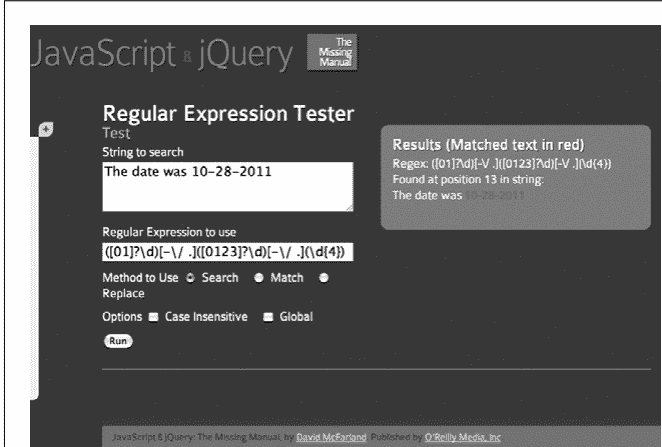 JavaScript & jQuery
The
Missing
Manual
Regular Expression Tester
Test
String to search
The date was 10-28-2011
Regular Expression to use
([01]?\d)[-\/ .]([0123]?\d)[-\/ .](\d{4})
Method to Use Search Match
Replace
Options Case Insensitive Global
Run
Results (Matched text in red)
Regex: ([01]?\d)[-\/ .]([0123]?\d)[-\/ .](\d{4})
Found at position 13 in string:
The date was 10-28-2011
JavaScript & jQuery: The Missing Manual, by David McFarland. Published by O'Reilly Media, Inc